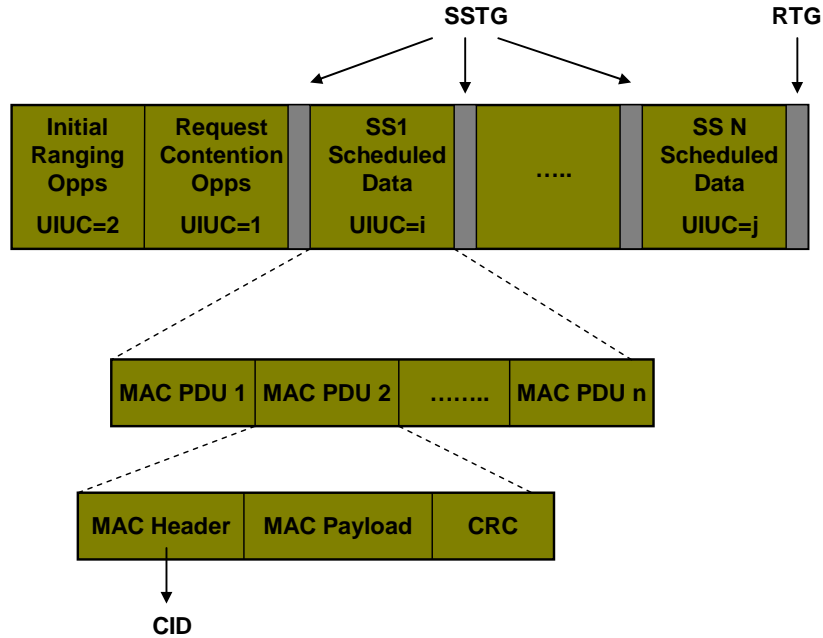 SSTG
RTG
Initial
Ranging
Opps
UIUC=2
Request
Contention
Opps
UIUC=1
SS1
Scheduled
Data
UIUC=i
…..
SS N
Scheduled
Data
UIUC=j
MAC PDU 1
MAC PDU 2
……..
MAC PDU n
MAC Header
MAC Payload
CRC
CID